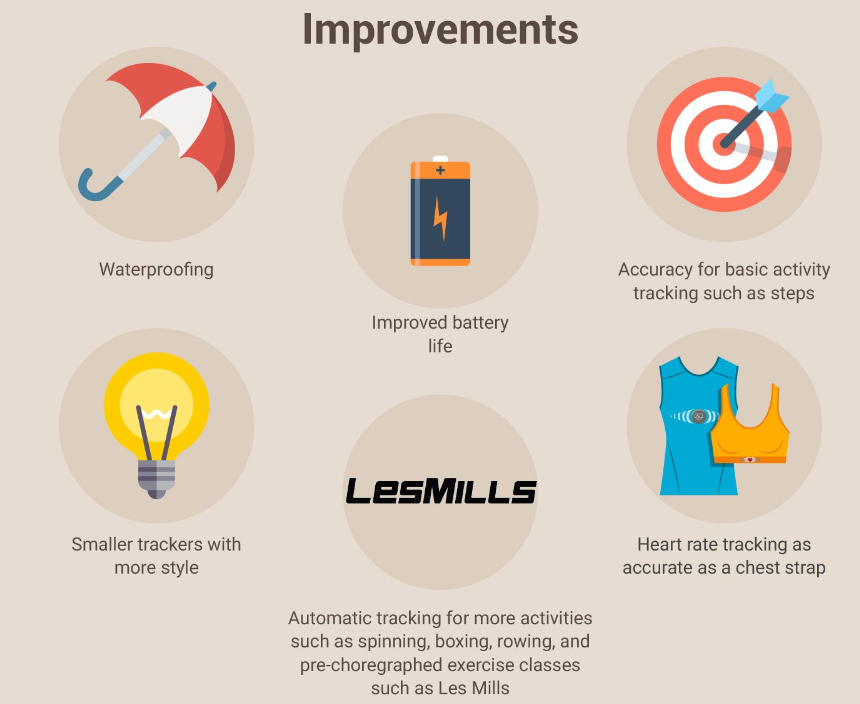 Improvements
Waterproofing
Improved battery
life
Accuracy for basic activity
tracking such as steps
Smaller trackers with
more style
LesMills
Automatic tracking for more activities
such as spinning, boxing, rowing, and
pre-choregraphed exercise classes
such as Les Mills
Heart rate tracking as
accurate as a chest strap